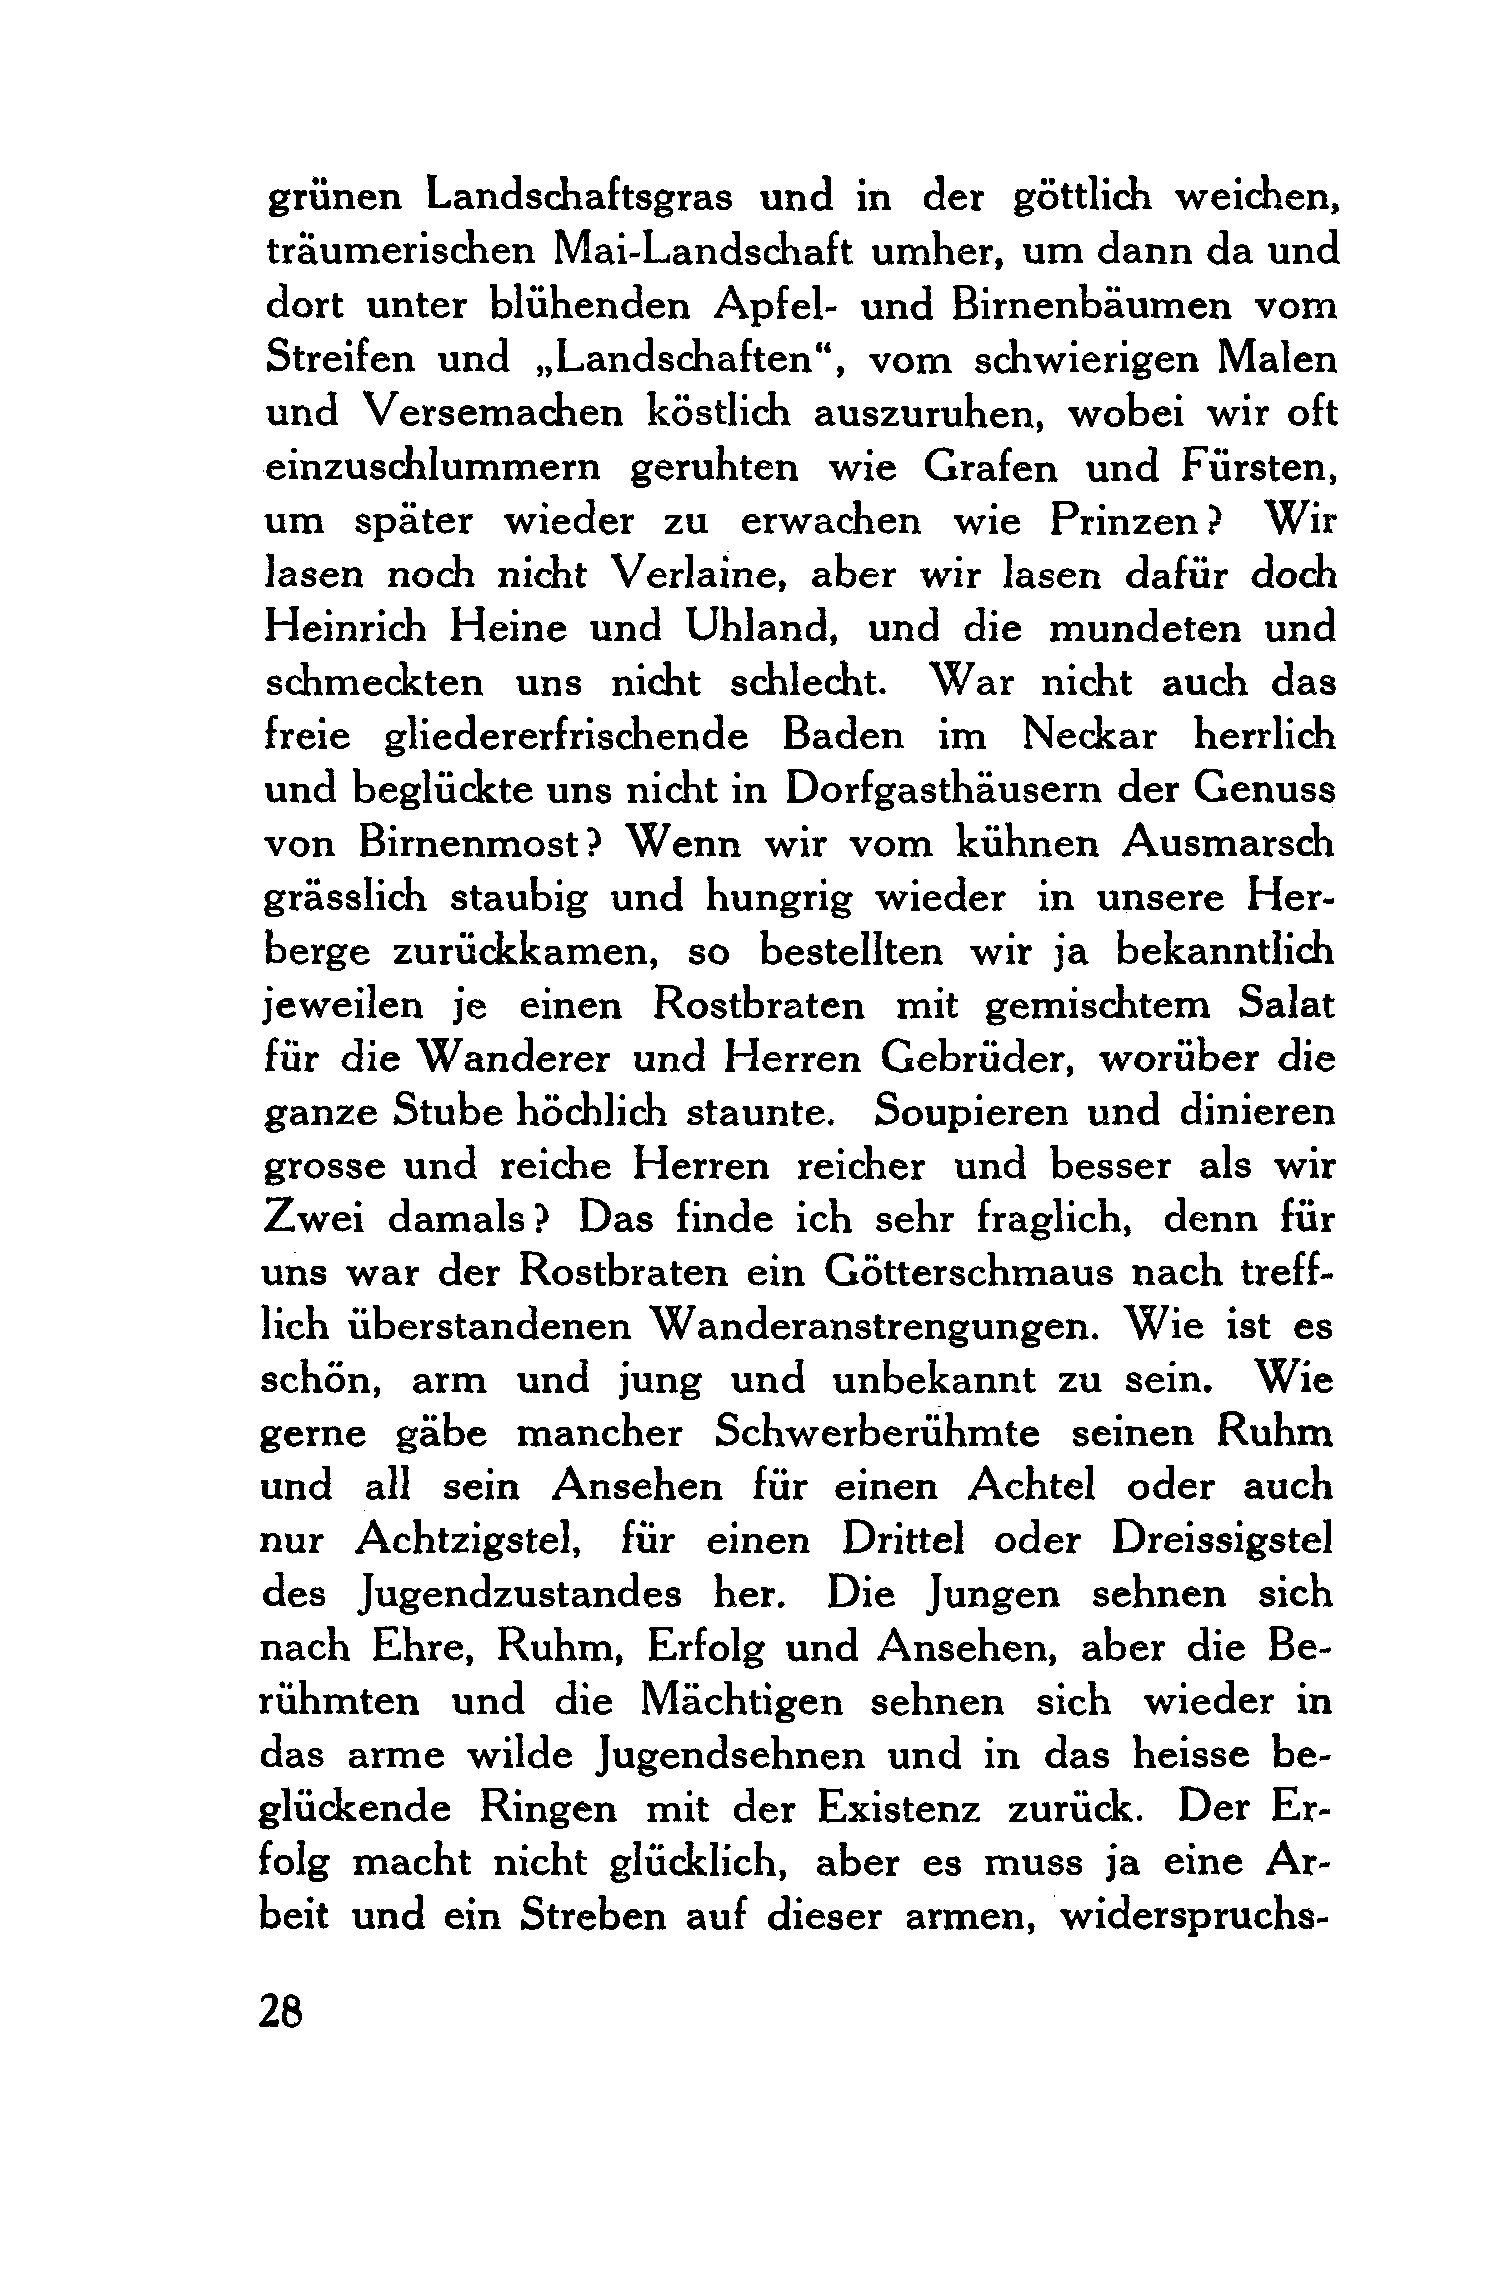 grünen Landschaftsgras und in der göttlich weichen,
träumerischen Mai-Landschaft umher, um dann da und
dort unter blühenden Apfel- und Birnenbäumen vom
Streifen und „Landschaften“, vom schwierigen Malen
und Versemachen köstlich auszuruhen, wobei wir oft
einzuschlummern geruhten wie Grafen und Fürsten,
um später wieder zu erwachen wie Prinzen? Wir
lasen noch nicht Verlaine, aber wir lasen dafür doch
Heinrich Heine und Uhland, und die mundeten und
schmeckten uns nicht schlecht. War nicht auch das
freie gliedererfrischende Baden im Neckar herrlich
und beglückte uns nicht in Dorfgasthäusern der Genuss
von Birnenmost? Wenn wir vom kühnen Ausmarsch
grässlich staubig und hungrig wieder in unsere Her-
berge zurückkamen, so bestellten wir ja bekanntlich
jeweilen je einen Rostbraten mit gemischtem Salat
für die Wanderer und Herren Gebrüder, worüber die
ganze Stube höchlich staunte. Soupieren und dinieren
grosse und reiche Herren reicher und besser als wir
Zwei damals? Das finde ich sehr fraglich, denn für
uns war der Rostbraten ein Götterschmaus nach treff-
lich überstandenen Wanderanstrengungen. Wie ist es
schön, arm und jung und unbekannt zu sein. Wie
gerne gäbe mancher Schwerberühmte seinen Ruhm
und all sein Ansehen für einen Achtel oder auch
nur Achtzigstel, für einen Drittel oder Dreissigstel
des Jugendzustandes her. Die Jungen sehnen sich
nach Ehre, Ruhm, Erfolg und Ansehen, aber die Be-
rühmten und die Mächtigen sehnen sich wieder in
das arme wilde Jugendsehnen und in das heisse be-
glückende Ringen mit der Existenz zurück. Der Er-
folg macht nicht glücklich, aber es muss ja eine Ar-
beit und ein Streben auf dieser armen, widerspruchs-
28